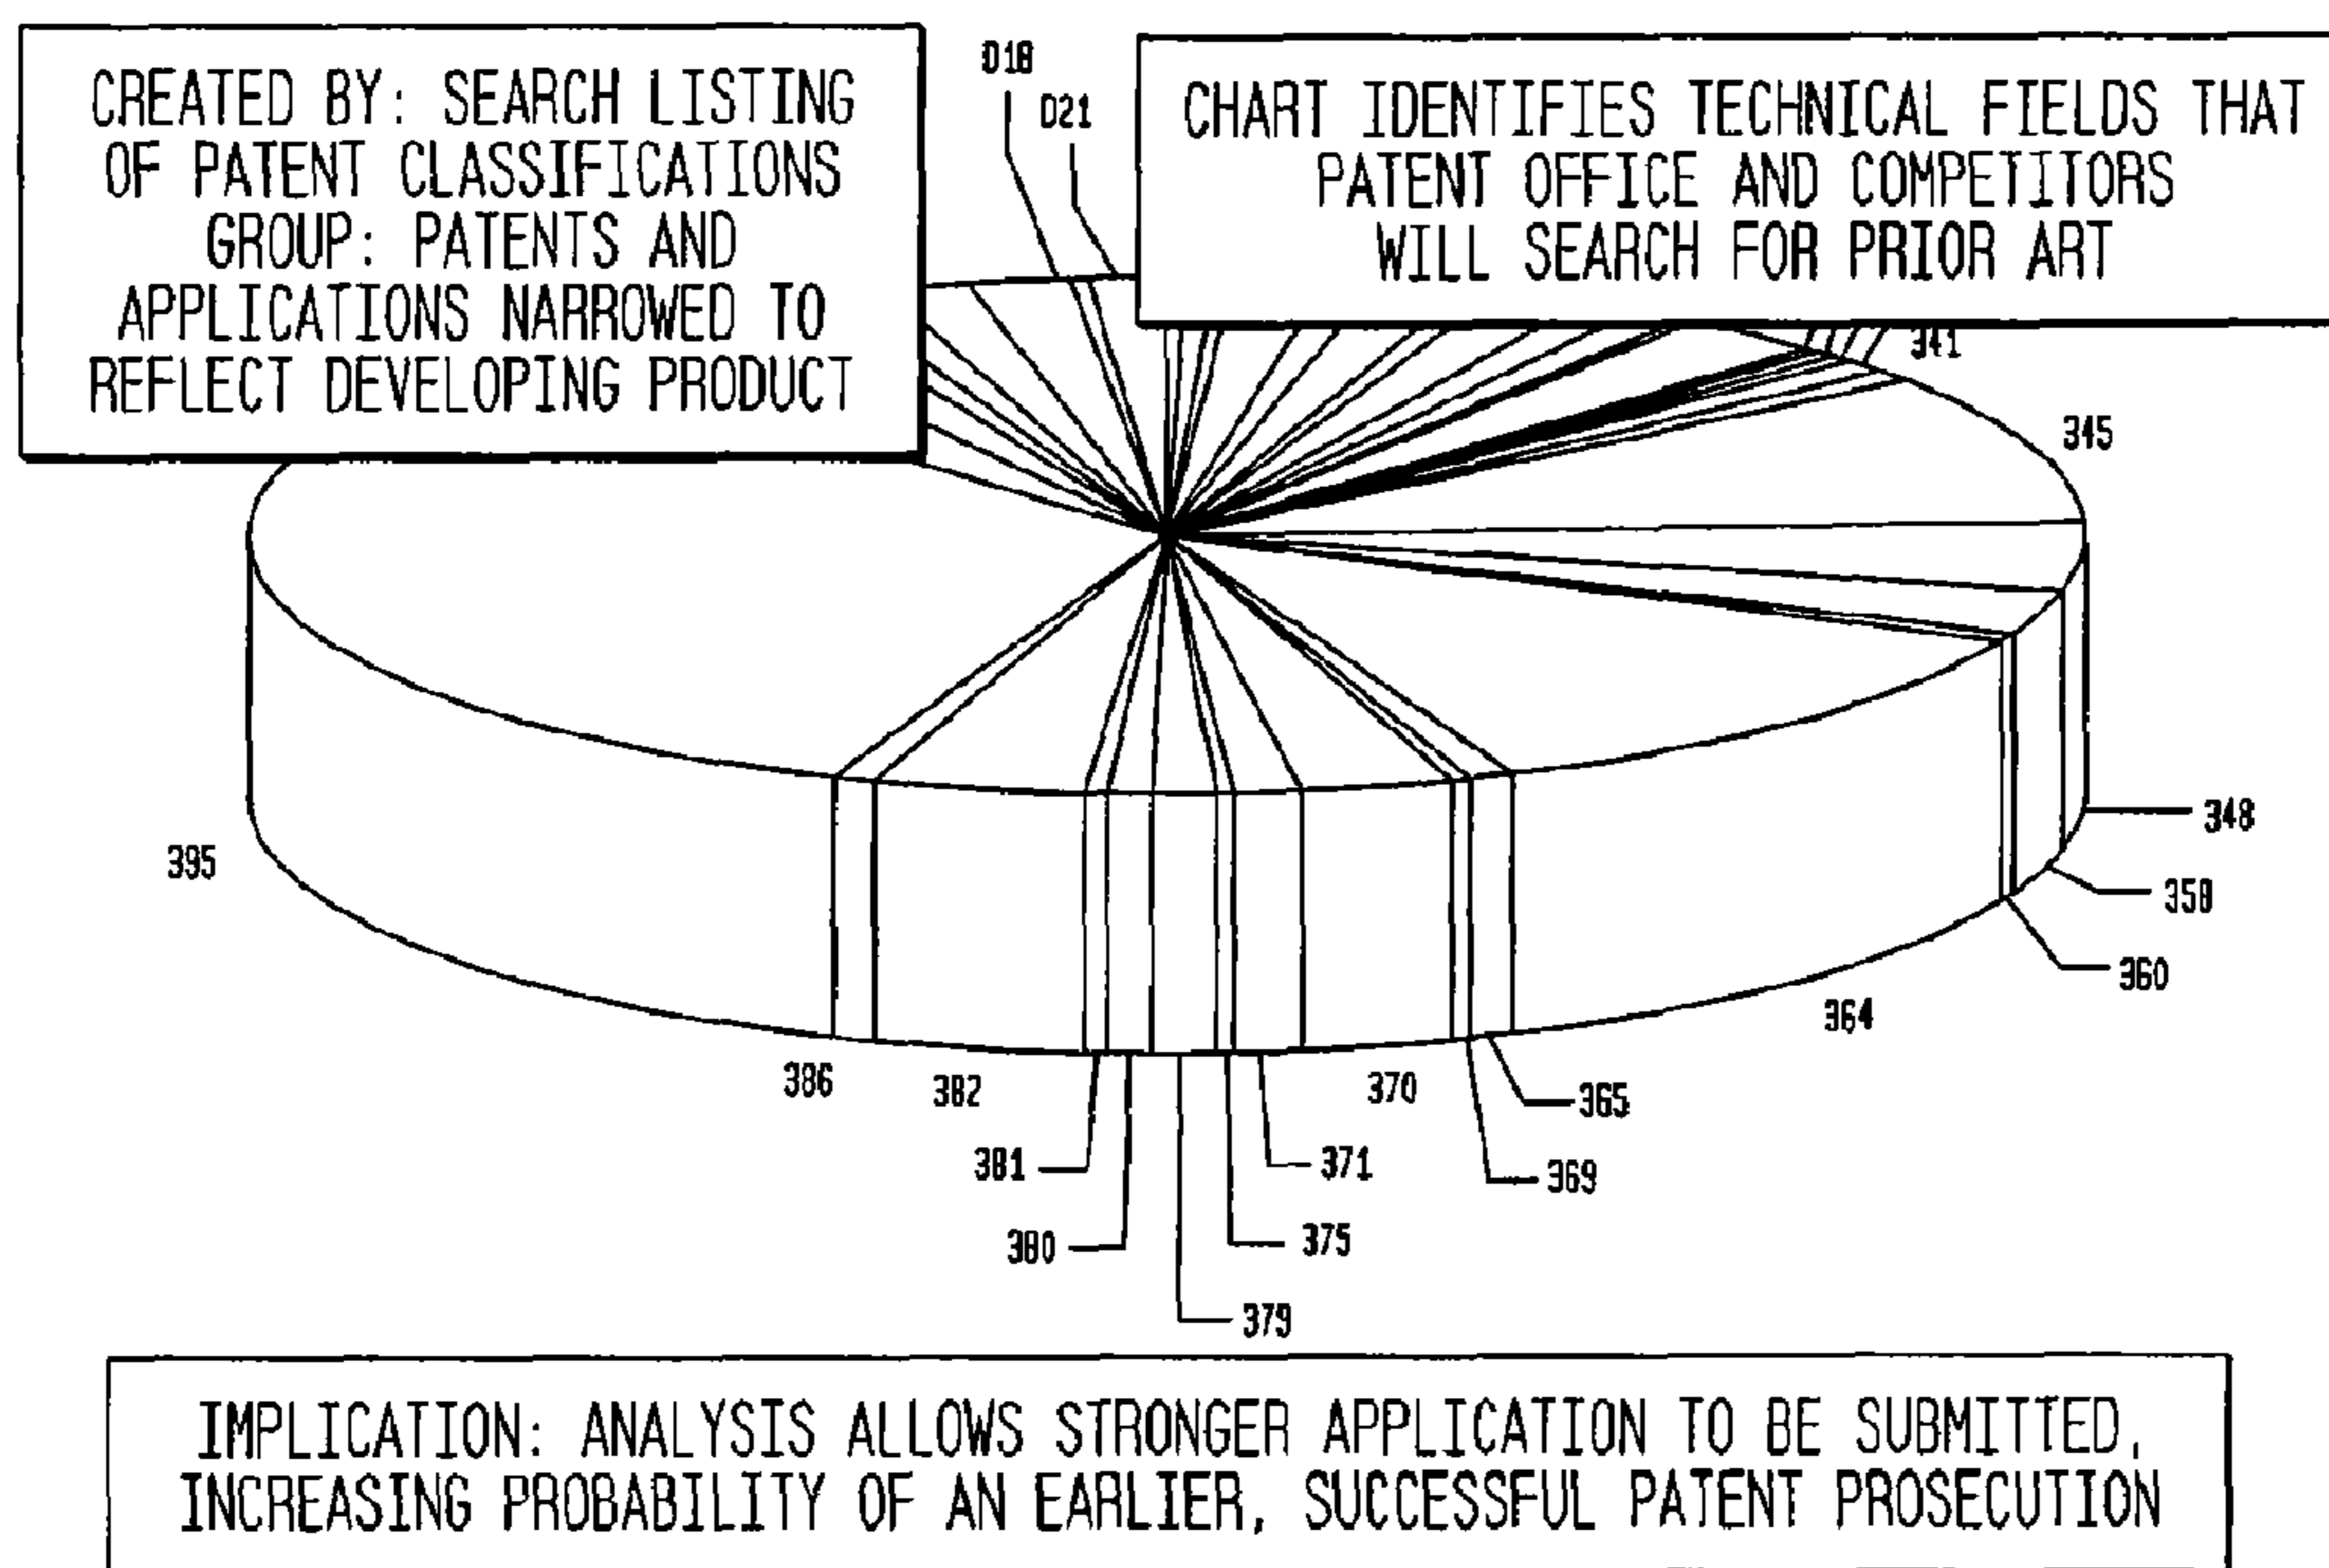 CREATED BY: SEARCH LISTING
OF PATENT CLASSIFICATIONS
GROUP: PATENTS AND
APPLICATIONS NARROWED TO
REFLECT DEVELOPING PRODUCT
D18
D21
CHART IDENTIFIES TECHNICAL FIELDS THAT
PATENT OFFICE AND COMPETITORS
WILL SEARCH FOR PRIOR ART
341
345
348
358
360
364
365
369
370
371
375
379
380
381
382
386
395
IMPLICATION: ANALYSIS ALLOWS STRONGER APPLICATION TO BE SUBMITTED,
INCREASING PROBABILITY OF AN EARLIER, SUCCESSFUL PATENT PROSECUTION